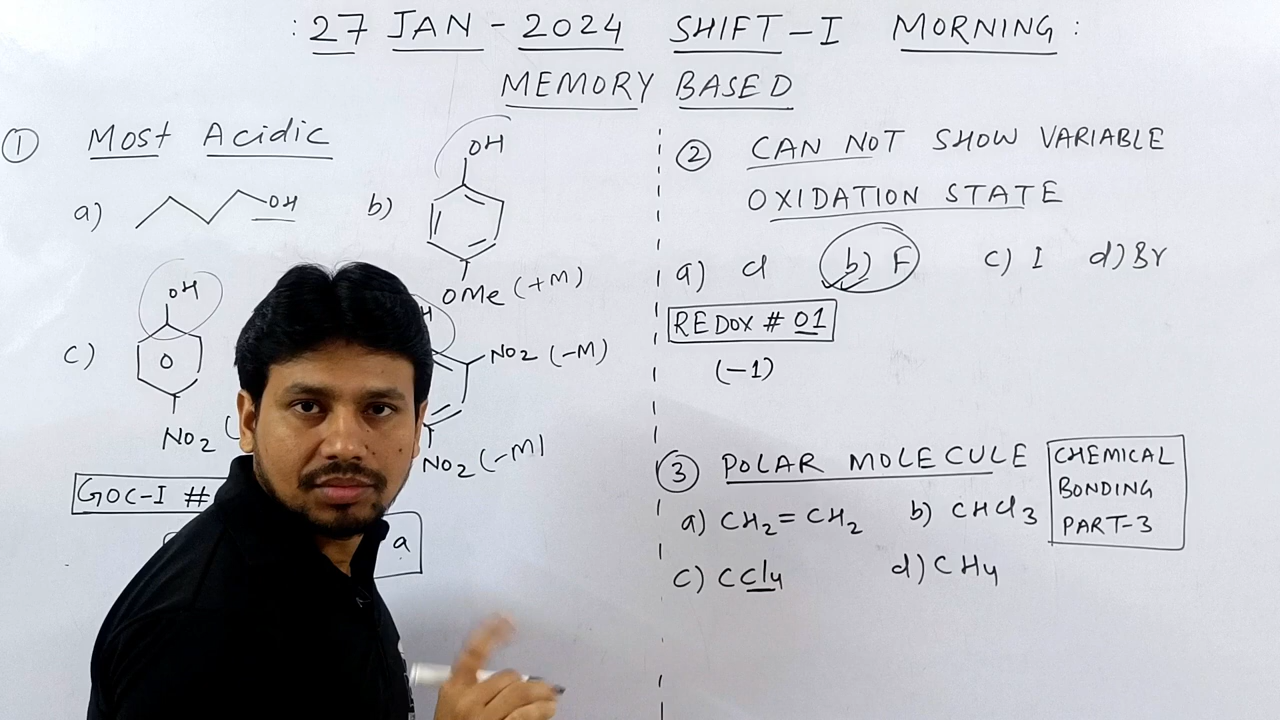 : 27 JAN - 2024 SHIFT - I MORNING :
MEMORY BASED
① Most Acidic
a) OH
b) OH
OMe (+M)
c) OH
NO2 (
H
NO2 (-M)
NO2 (-M)
GOC-I #
a
② CAN NOT SHOW VARIABLE
OXIDATION STATE
a) Cl b) F c) I d) Br
REDOX # 01
(-1)
③ POLAR MOLECULE
a) CH2 = CH2 b) CHCl3
c) CCl4 d) CH4
CHEMICAL
BONDING
PART-3